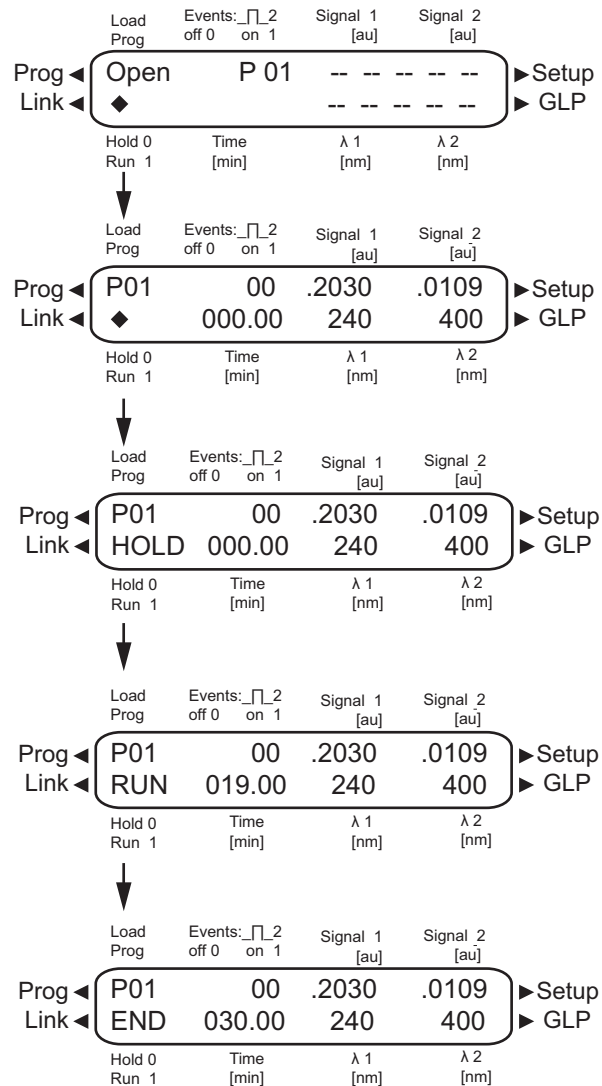 Load Events:_∏_2 Signal 1 Signal 2
Prog off 0 on 1 [au] [au]
Prog ◄ Open P 01 -- -- -- -- -- ►Setup
Link ◄ ◆ -- -- -- -- -- ► GLP
Hold 0 Time λ 1 λ 2
Run 1 [min] [nm] [nm]
Load Events:_∏_2 Signal 1 Signal 2
Prog off 0 on 1 [au] [au]
Prog ◄ P01 00 .2030 .0109 ►Setup
Link ◄ ◆ 000.00 240 400 ► GLP
Hold 0 Time λ 1 λ 2
Run 1 [min] [nm] [nm]
Load Events:_∏_2 Signal 1 Signal 2
Prog off 0 on 1 [au] [au]
Prog ◄ P01 00 .2030 .0109 ►Setup
Link ◄ HOLD 000.00 240 400 ► GLP
Hold 0 Time λ 1 λ 2
Run 1 [min] [nm] [nm]
Load Events:_∏_2 Signal 1 Signal 2
Prog off 0 on 1 [au] [au]
Prog ◄ P01 00 .2030 .0109 ►Setup
Link ◄ RUN 019.00 240 400 ► GLP
Hold 0 Time λ 1 λ 2
Run 1 [min] [nm] [nm]
Load Events:_∏_2 Signal 1 Signal 2
Prog off 0 on 1 [au] [au]
Prog ◄ P01 00 .2030 .0109 ►Setup
Link ◄ END 030.00 240 400 ► GLP
Hold 0 Time λ 1 λ 2
Run 1 [min] [nm] [nm]